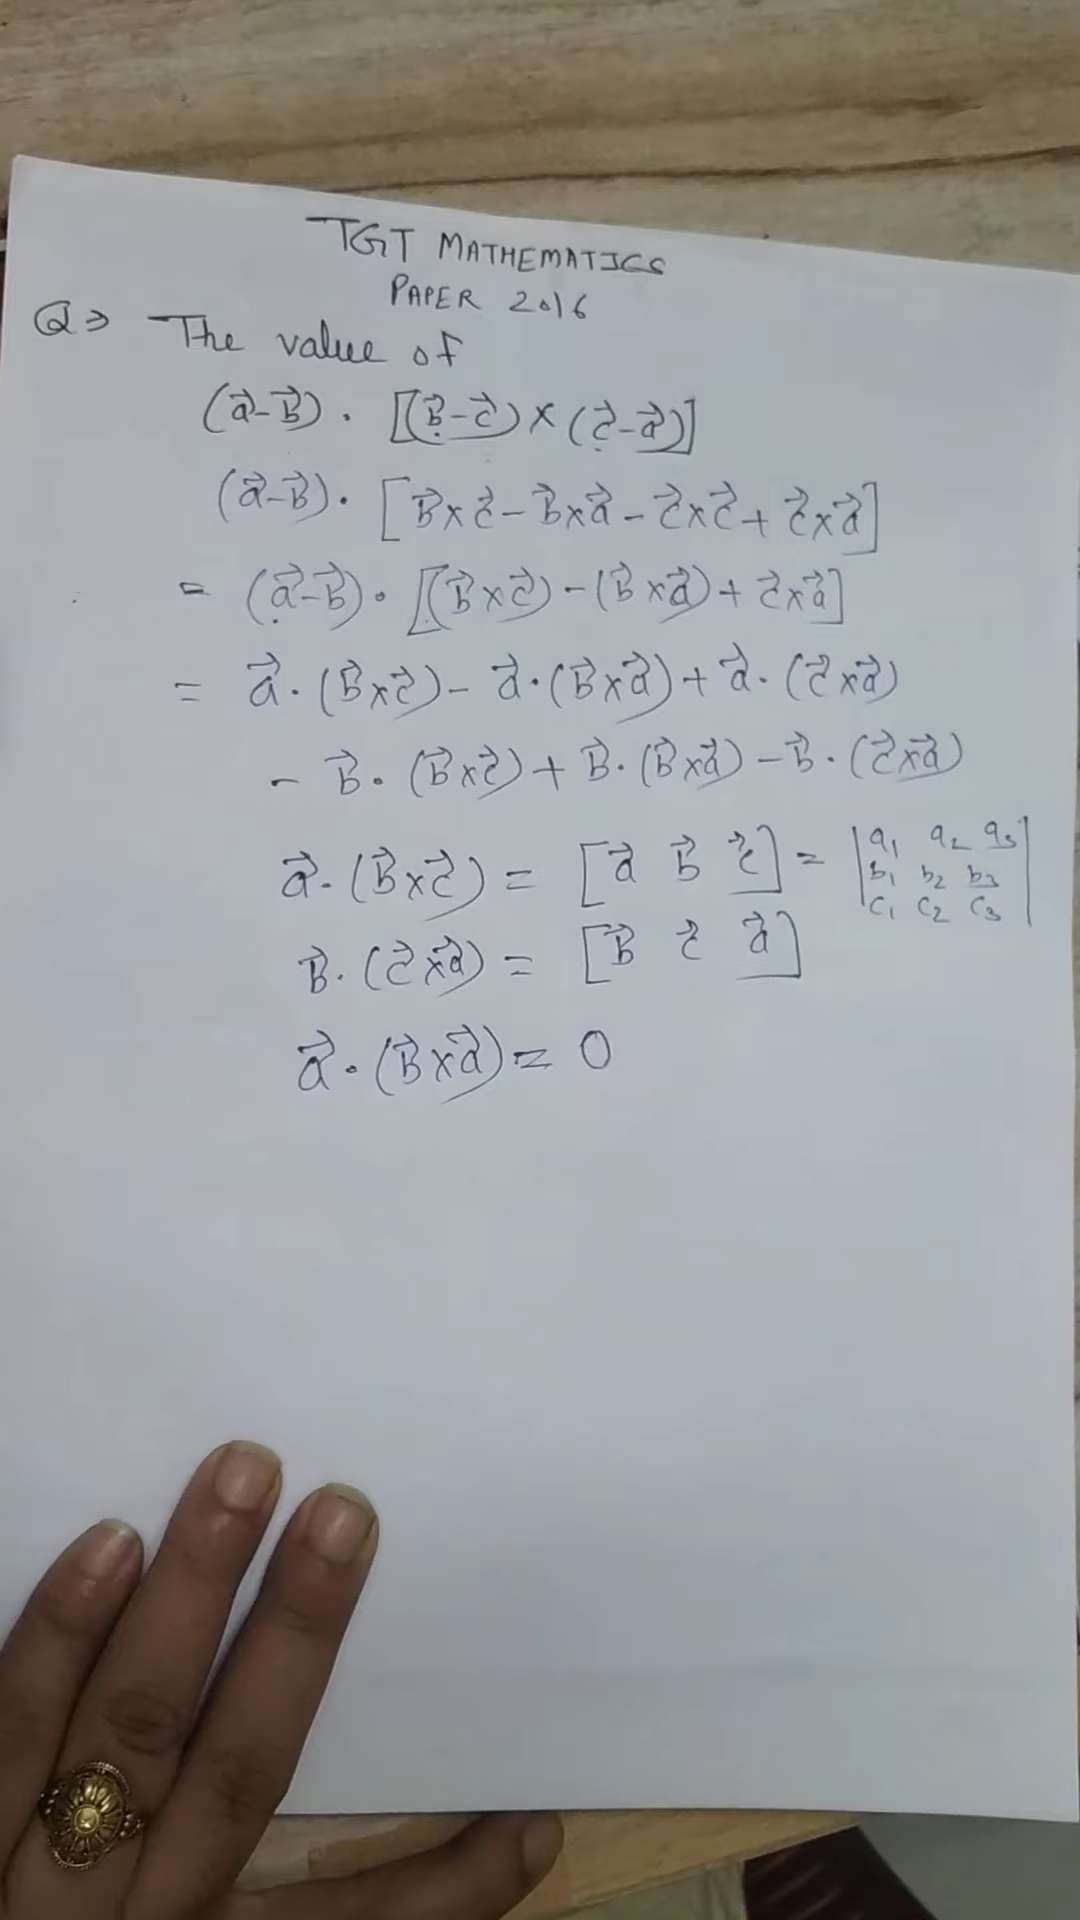 TGT MATHEMATICS
PAPER 2016
Q⇒ The value of
(a⃗-b⃗) . [(b⃗-c⃗)×(c⃗-a⃗)]
(a⃗-b⃗) . [b⃗×c⃗ - b⃗×a⃗ - c⃗×c⃗ + c⃗×a⃗]
= (a⃗-b⃗) . [(b⃗×c⃗) - (b⃗×a⃗) + c⃗×a⃗]
= a⃗ . (b⃗×c⃗) - a⃗ . (b⃗×a⃗) + a⃗ . (c⃗×a⃗)
- b⃗ . (b⃗×c⃗) + b⃗ . (b⃗×a⃗) - b⃗ . (c⃗×a⃗)
a⃗ . (b⃗×c⃗) = [a⃗ b⃗ c⃗] = |a₁ a₂ a₃
b₁ b₂ b₃
c₁ c₂ c₃|
b⃗ . (c⃗×a⃗) = [b⃗ c⃗ a⃗]
a⃗ . (b⃗×a⃗) = 0